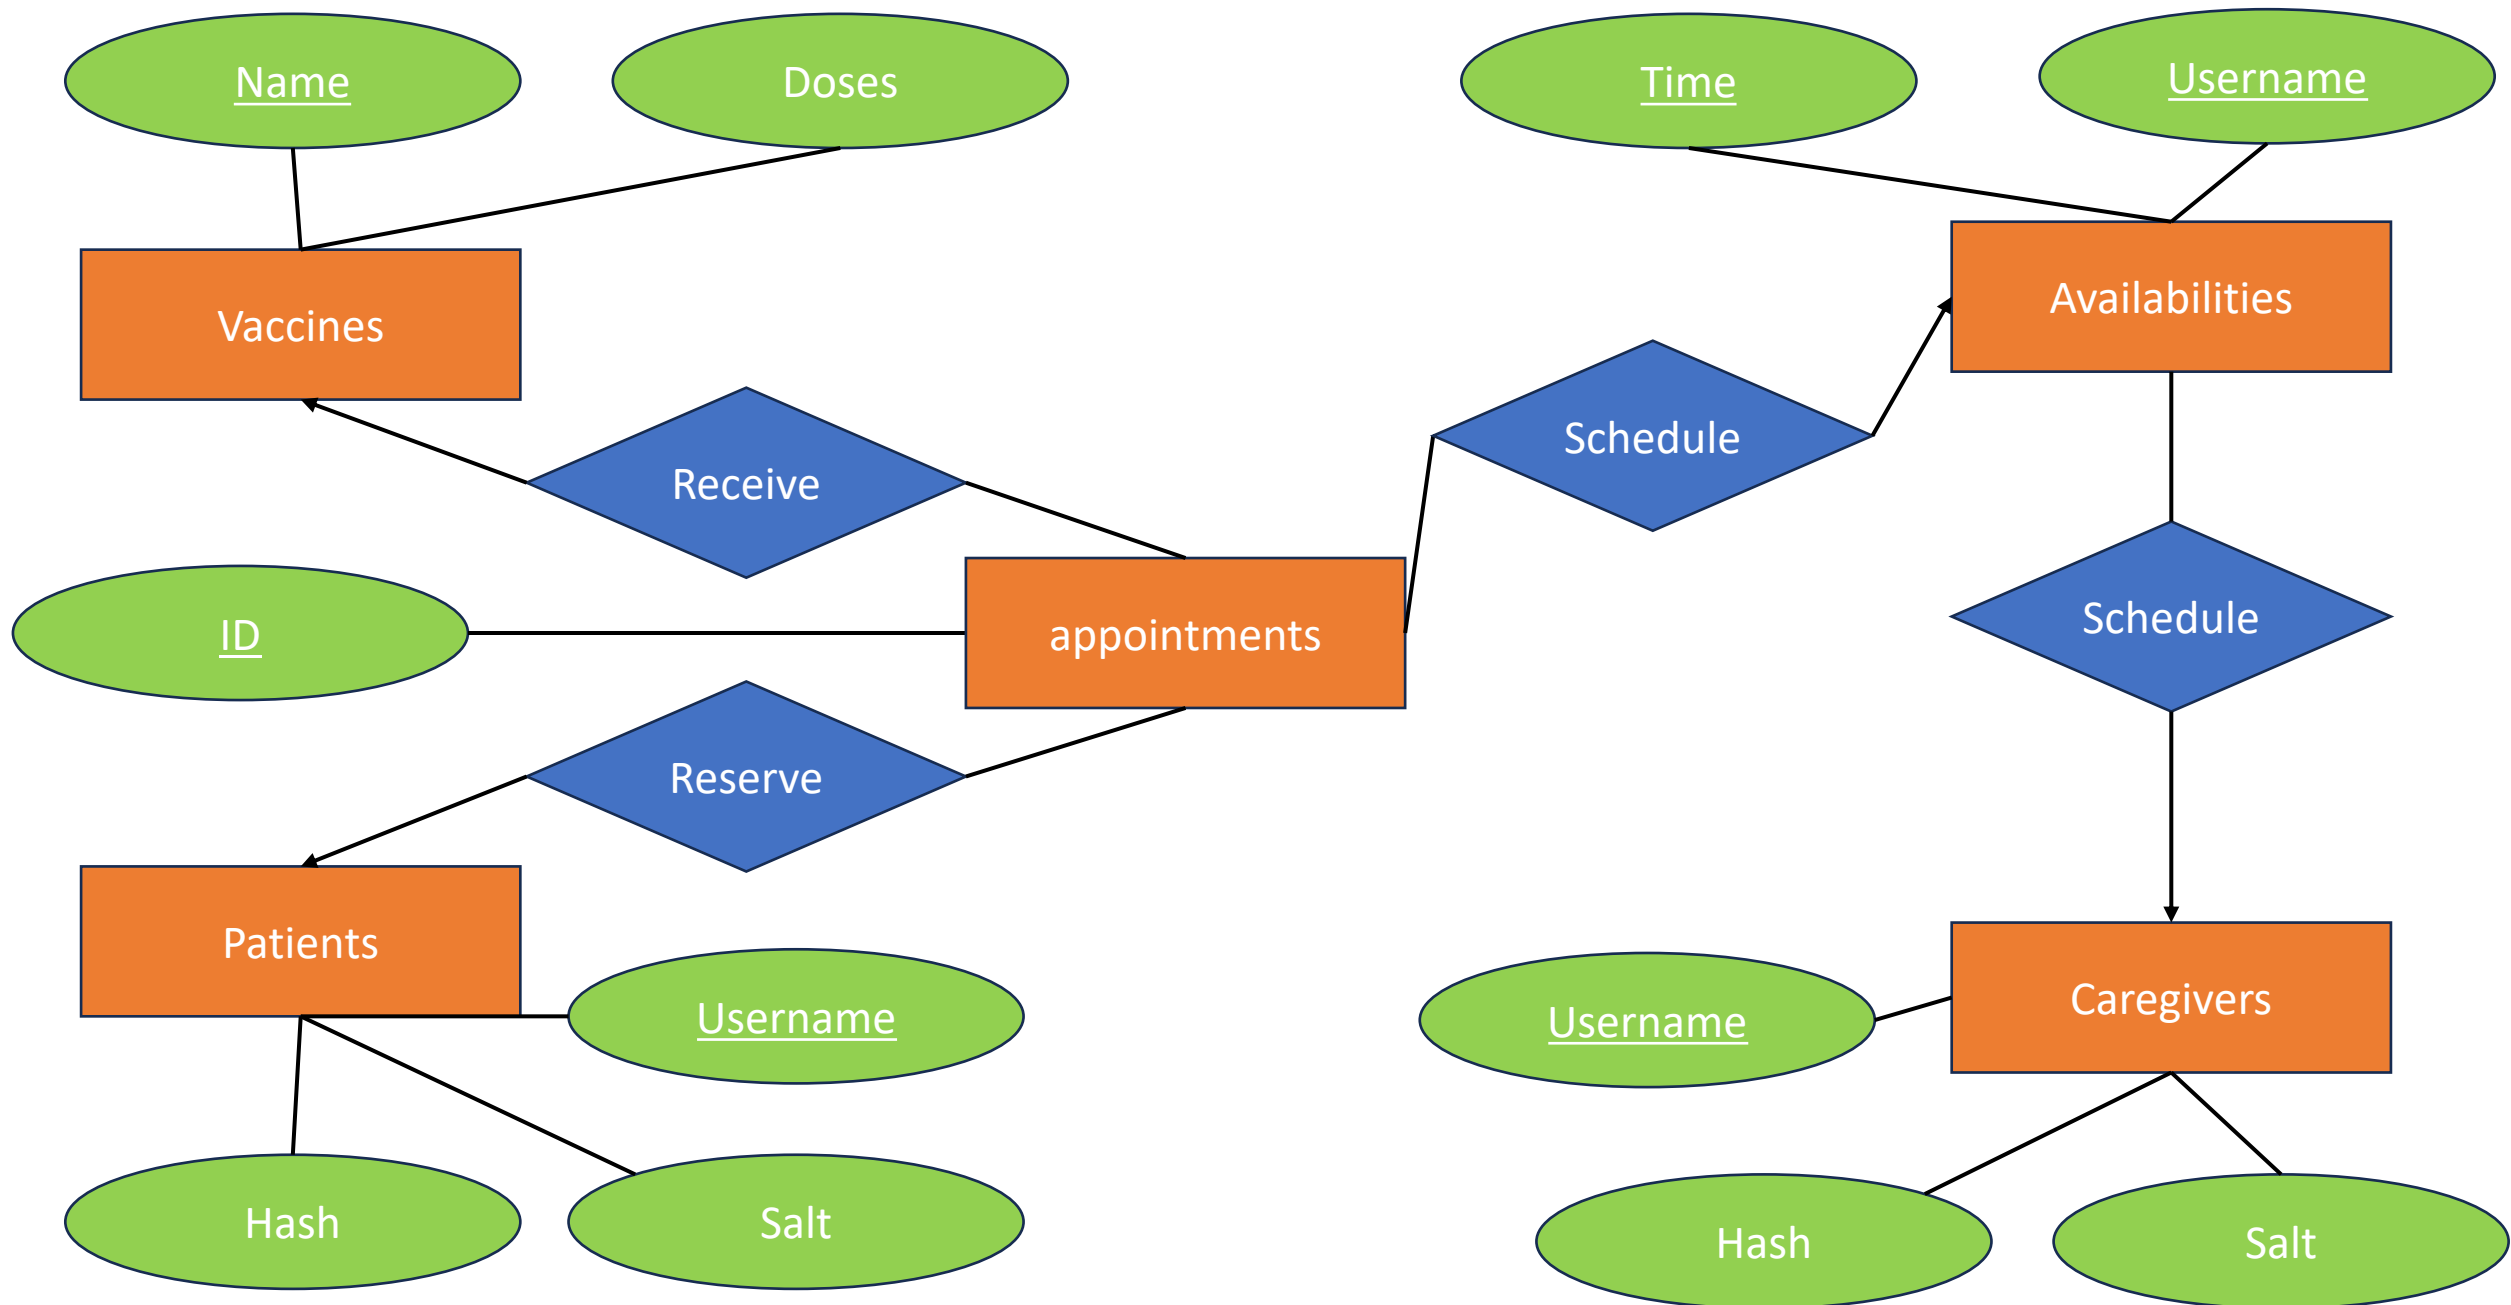 Name
Doses
Time
Username
Vaccines
Availabilities
Receive
Schedule
ID
appointments
Schedule
Reserve
Patients
Username
Username
Caregivers
Hash
Salt
Hash
Salt